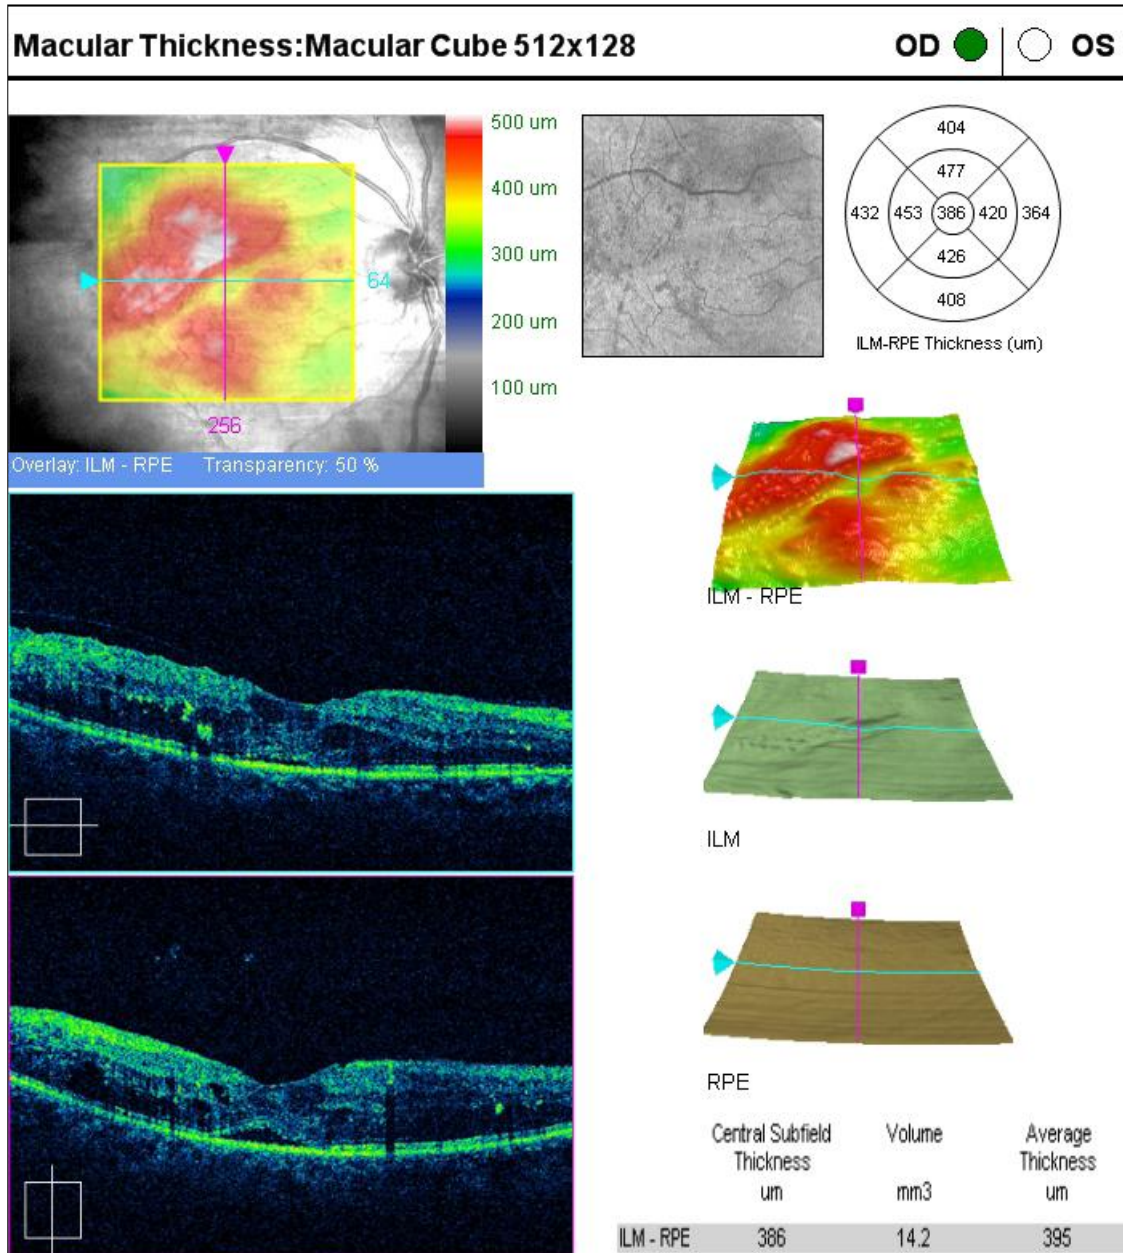 Macular Thickness:Macular Cube 512x128
OD OS
500 um
400 um
300 um
200 um
100 um
64
256
Overlay: ILM - RPE Transparency: 50 %
404
477
432 453 386 420 364
426
408
ILM-RPE Thickness (um)
ILM - RPE
ILM
RPE
Central Subfield Thickness um
Volume mm3
Average Thickness um
ILM - RPE 386 14.2 395